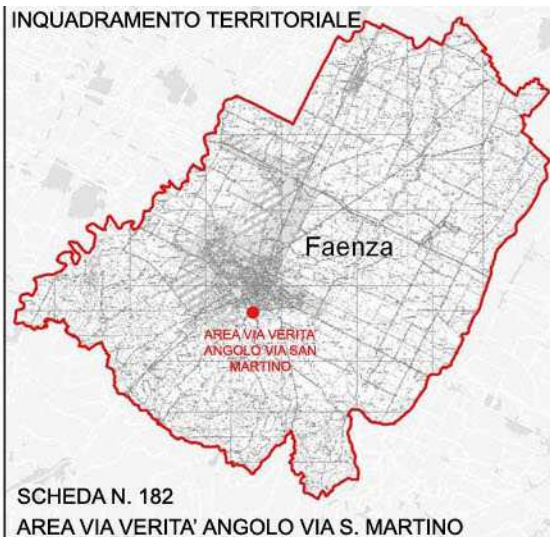 INQUADRAMENTO TERRITORIALE
Faenza
AREA VIA VERITA'
ANGOLO VIA SAN
MARTINO
SCHEDA N. 182
AREA VIA VERITA' ANGOLO VIA S. MARTINO